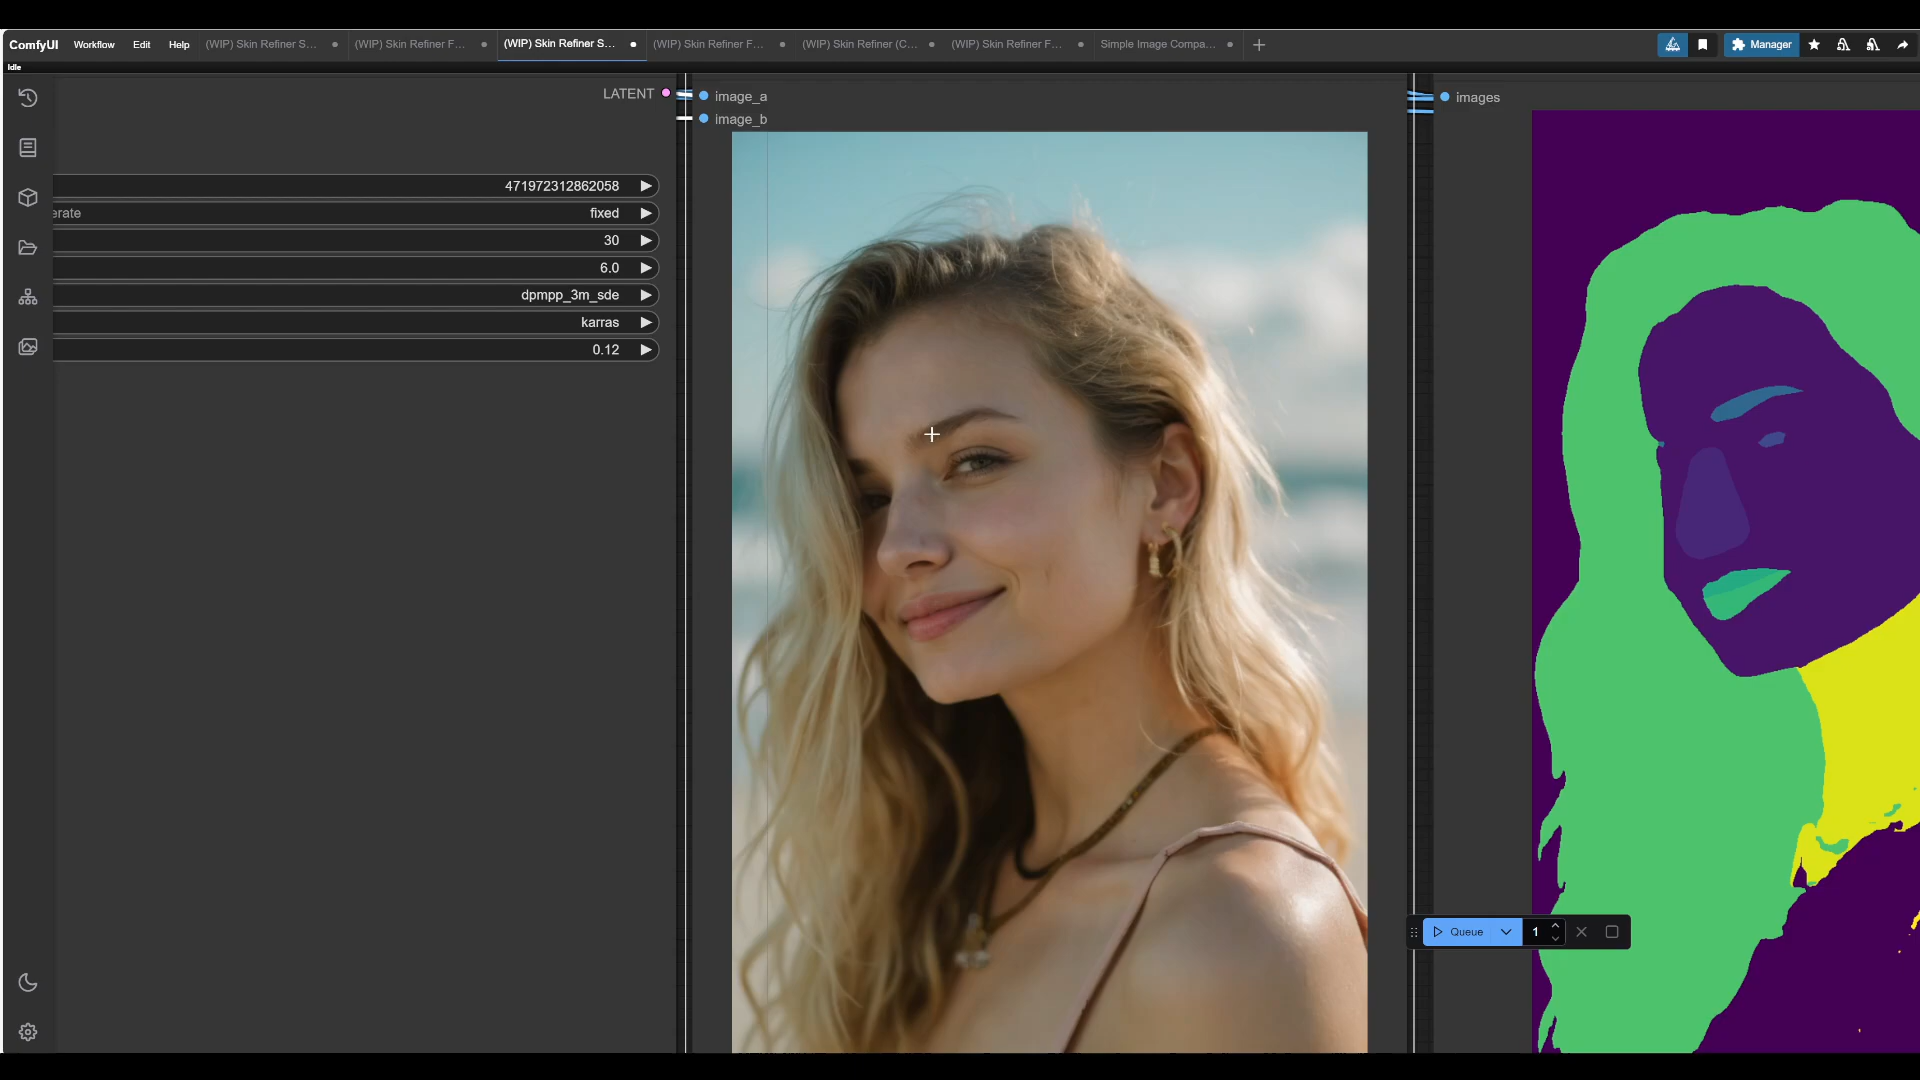 ComfyUI Workflow Edit Help (WIP) Skin Refiner S... (WIP) Skin Refiner F... (WIP) Skin Refiner S... (WIP) Skin Refiner F... (WIP) Skin Refiner (C... (WIP) Skin Refiner F... Simple Image Compa... Manager
Idle
LATENT
image_a
image_b
images
471972312862058
erate fixed
30
6.0
dpmpp_3m_sde
karras
0.12
Queue 1